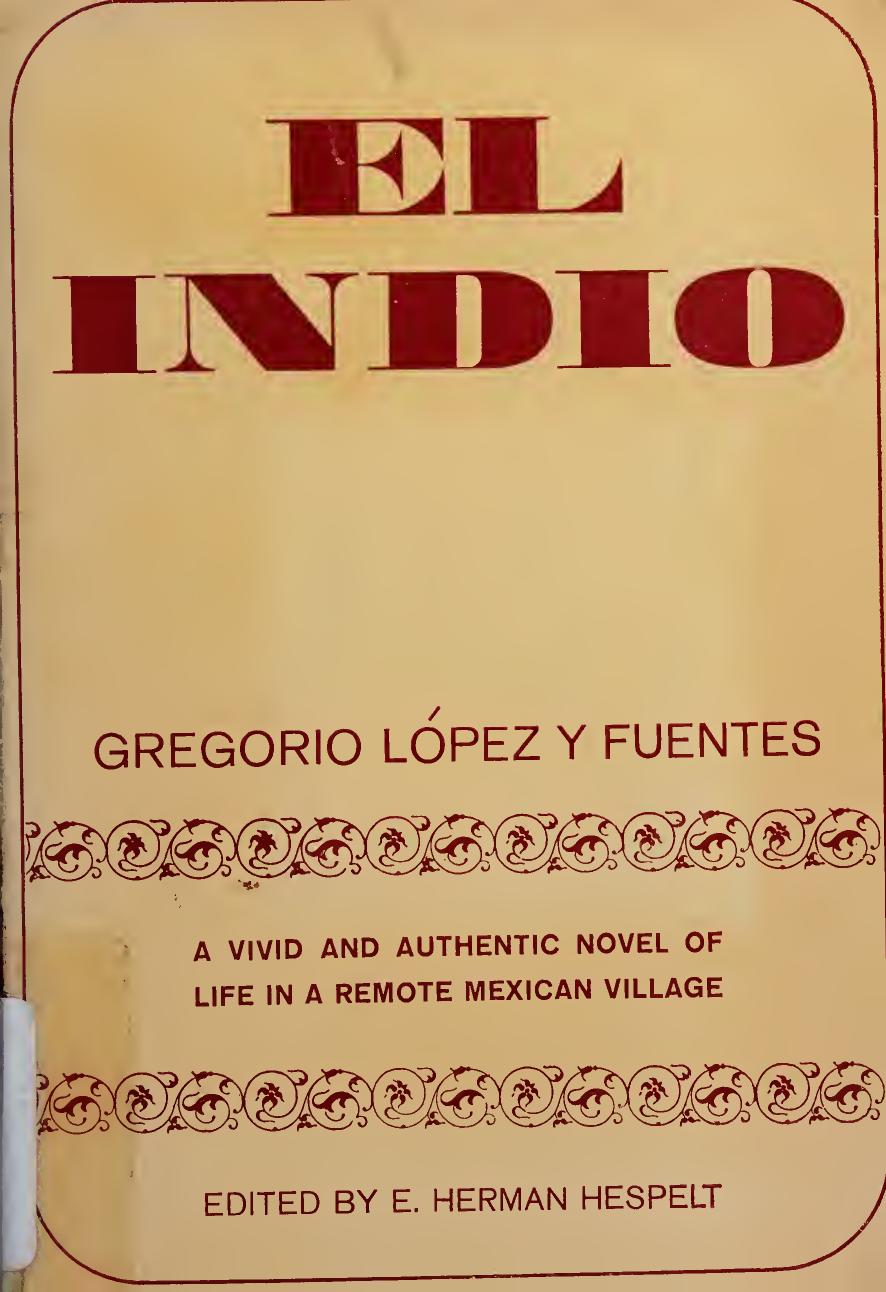 EL
INDIO
GREGORIO LÓPEZ Y FUENTES
A VIVID AND AUTHENTIC NOVEL OF
LIFE IN A REMOTE MEXICAN VILLAGE
EDITED BY E. HERMAN HESPELT